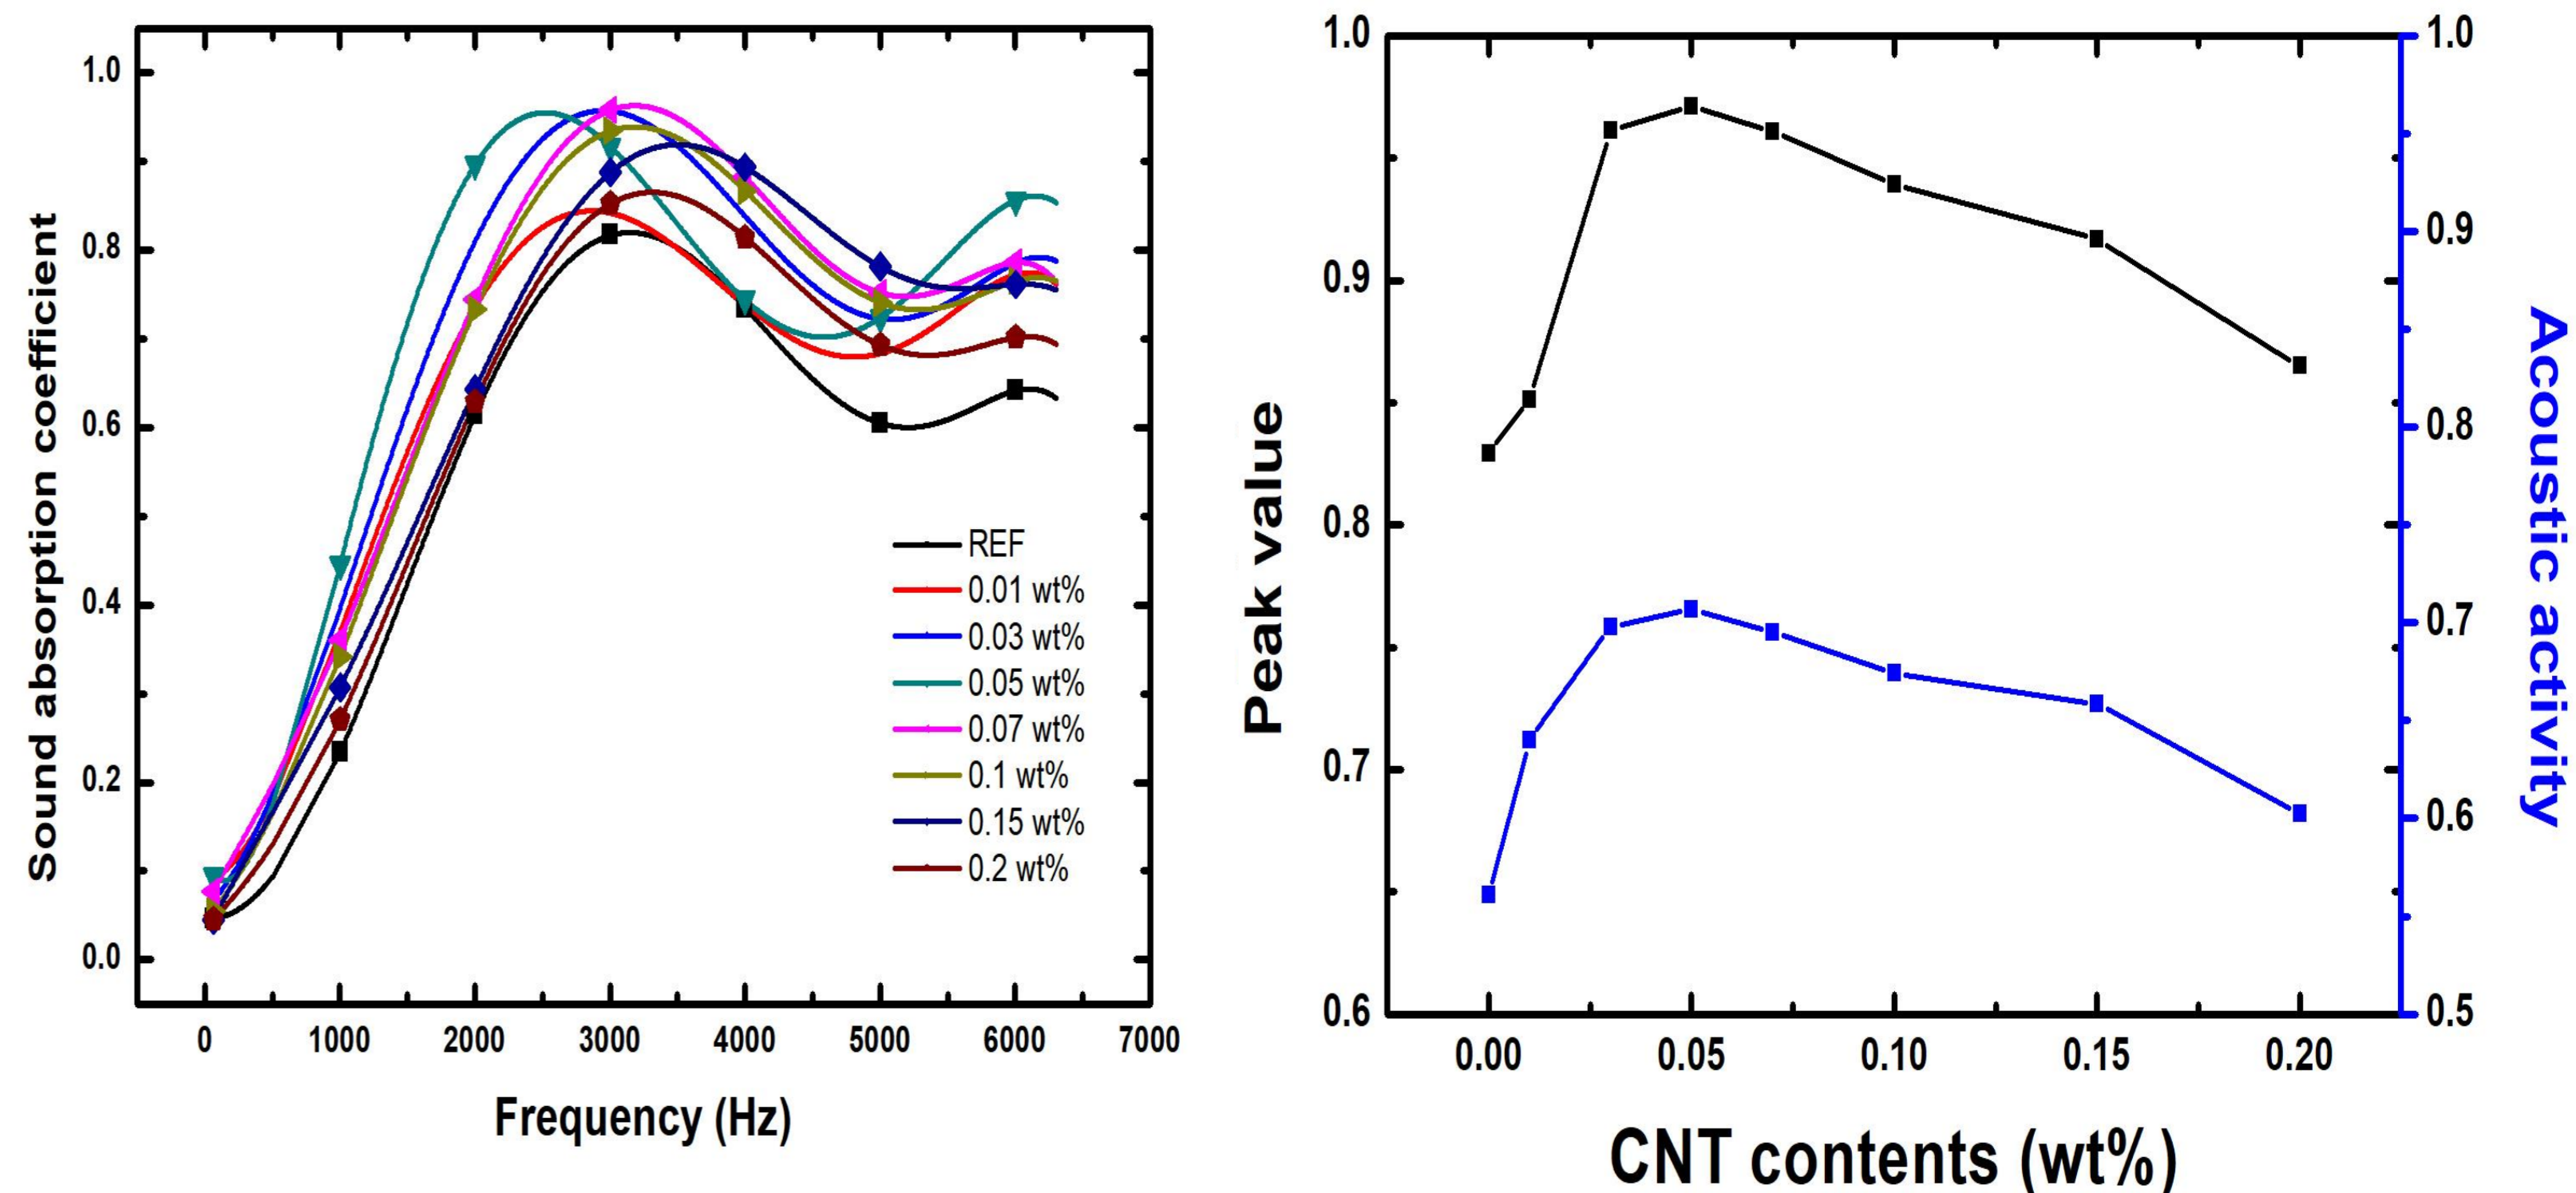 Sound absorption coefficient
1.0
0.8
0.6
0.4
0.2
0.0
0 1000 2000 3000 4000 5000 6000 7000
Frequency (Hz)
REF
0.01 wt%
0.03 wt%
0.05 wt%
0.07 wt%
0.1 wt%
0.15 wt%
0.2 wt%
Peak value
1.0
0.9
0.8
0.7
0.6
0.00 0.05 0.10 0.15 0.20
CNT contents (wt%)
1.0
0.9
0.8
0.7
0.6
0.5
Acoustic activity